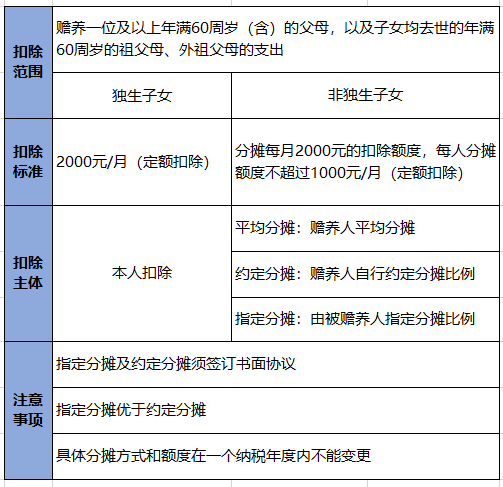 扣除
范围
赡养一位及以上年满60周岁（含）的父母，以及子女均去世的年满
60周岁的祖父母、外祖父母的支出
独生子女
非独生子女
扣除
标准
2000元/月（定额扣除）
分摊每月2000元的扣除额度，每人分摊
额度不超过1000元/月（定额扣除）
扣除
主体
本人扣除
平均分摊：赡养人平均分摊
约定分摊：赡养人自行约定分摊比例
指定分摊：由被赡养人指定分摊比例
注意
事项
指定分摊及约定分摊须签订书面协议
指定分摊优于约定分摊
具体分摊方式和额度在一个纳税年度内不能变更